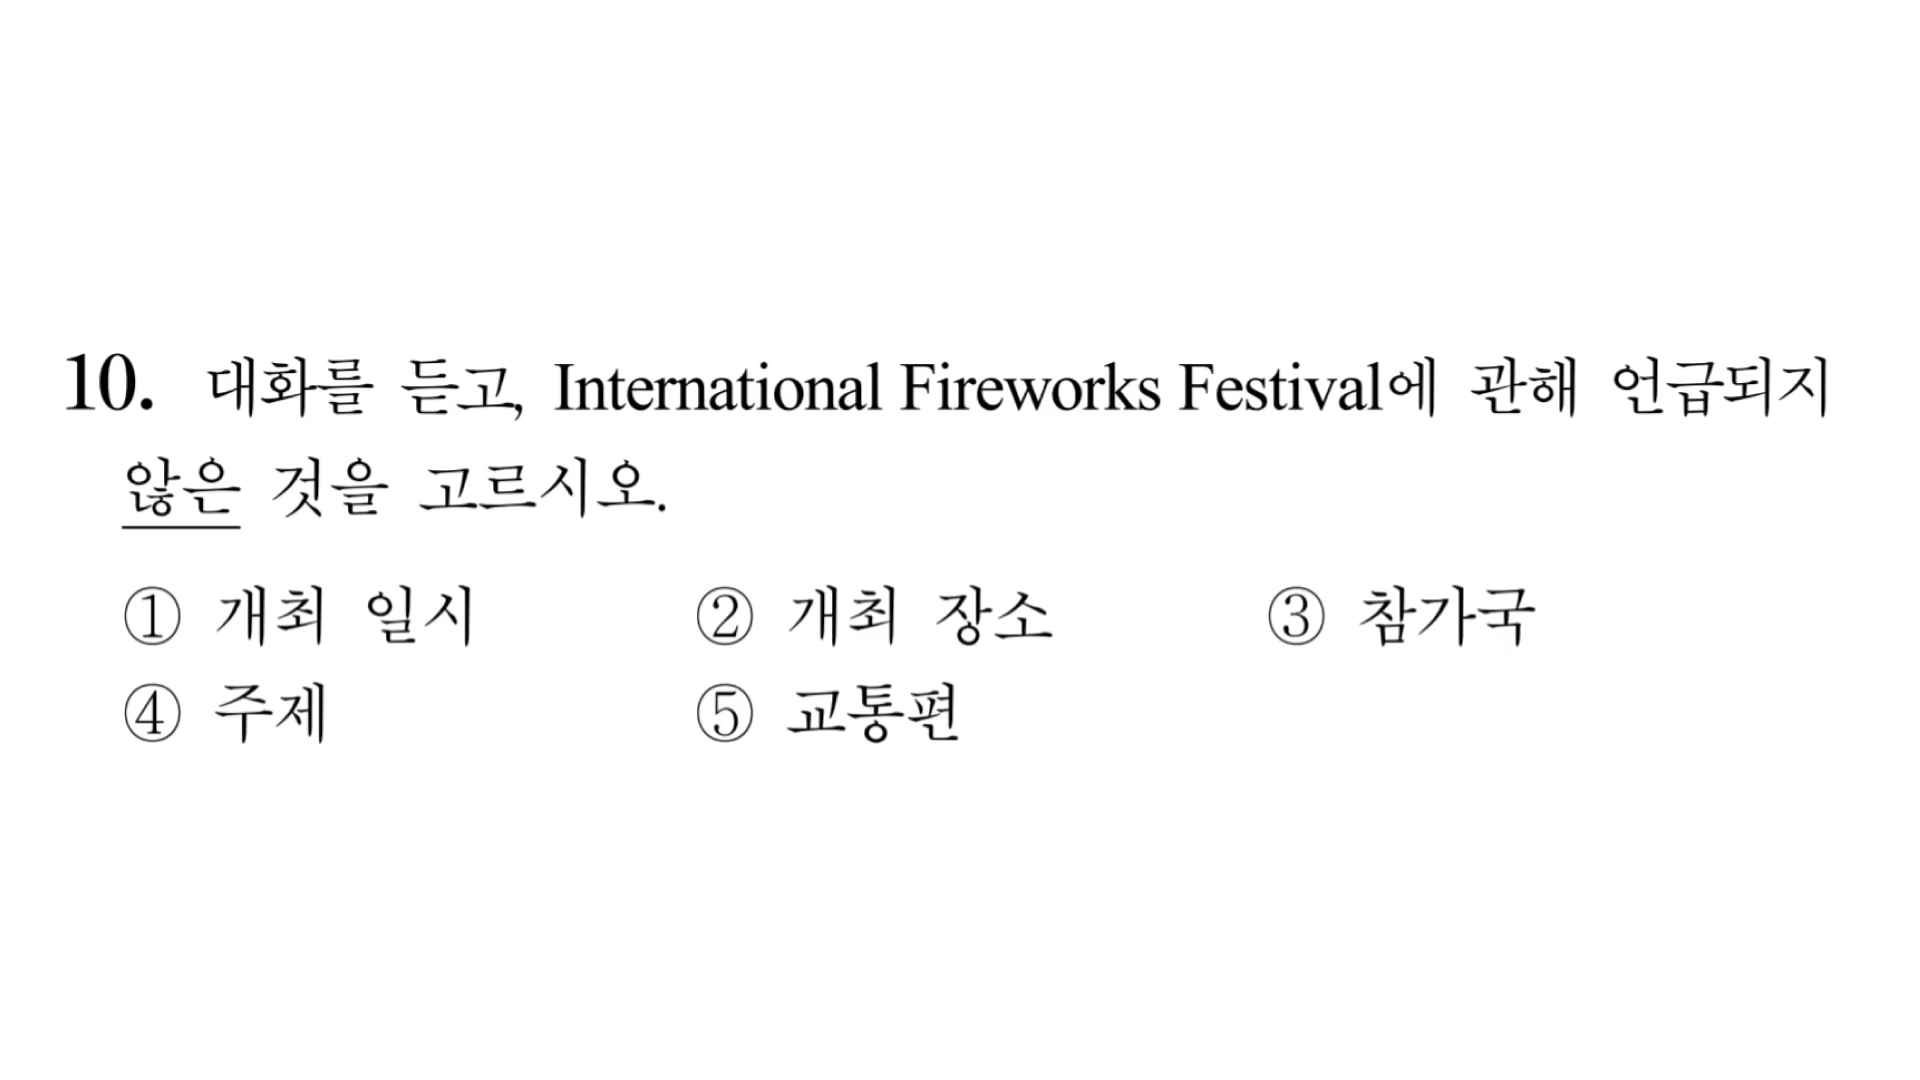 10. 대화를 듣고, International Fireworks Festival에 관해 언급되지
않은 것을 고르시오.
① 개최 일시 ② 개최 장소 ③ 참가국
④ 주제 ⑤ 교통편